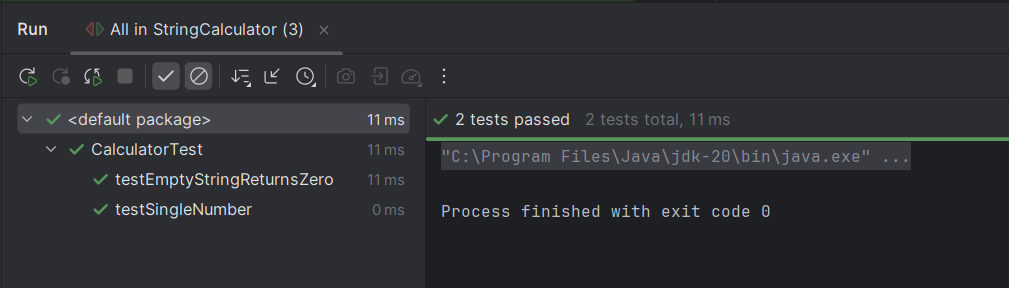 Run All in StringCalculator (3)
<default package> 11 ms
CalculatorTest 11 ms
testEmptyStringReturnsZero 11 ms
testSingleNumber 0 ms
2 tests passed 2 tests total, 11 ms
"C:\Program Files\Java\jdk-20\bin\java.exe" ...
Process finished with exit code 0